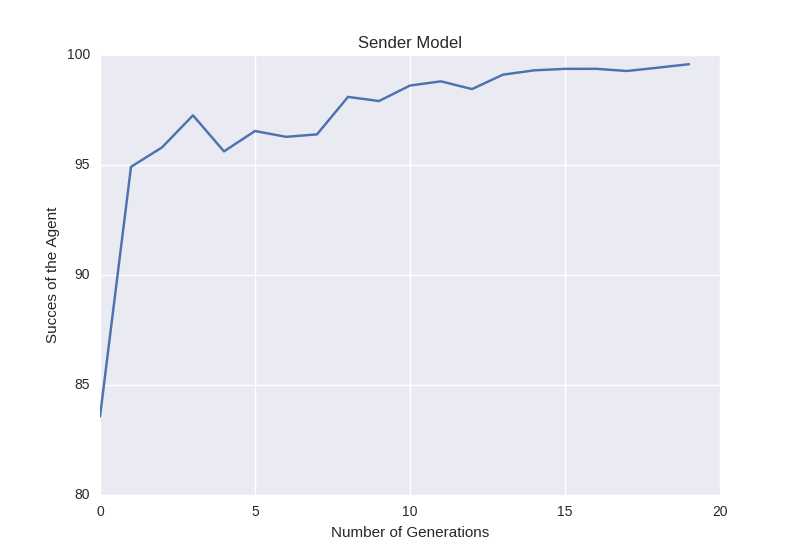 Sender Model
100
95
90
85
80
Succes of the Agent
0 5 10 15 20
Number of Generations